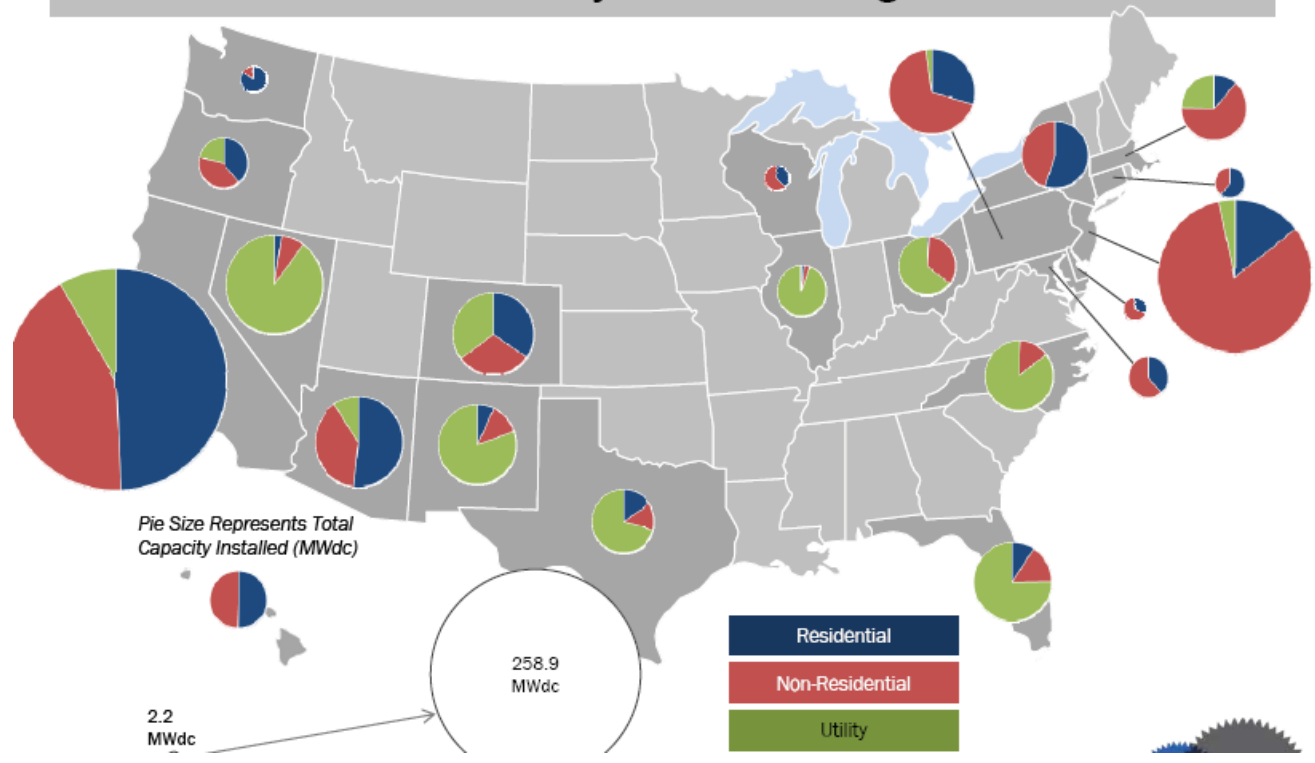 Pie Size Represents Total
Capacity Installed (MWdc)
258.9
MWdc
2.2
MWdc
Residential
Non-Residential
Utility